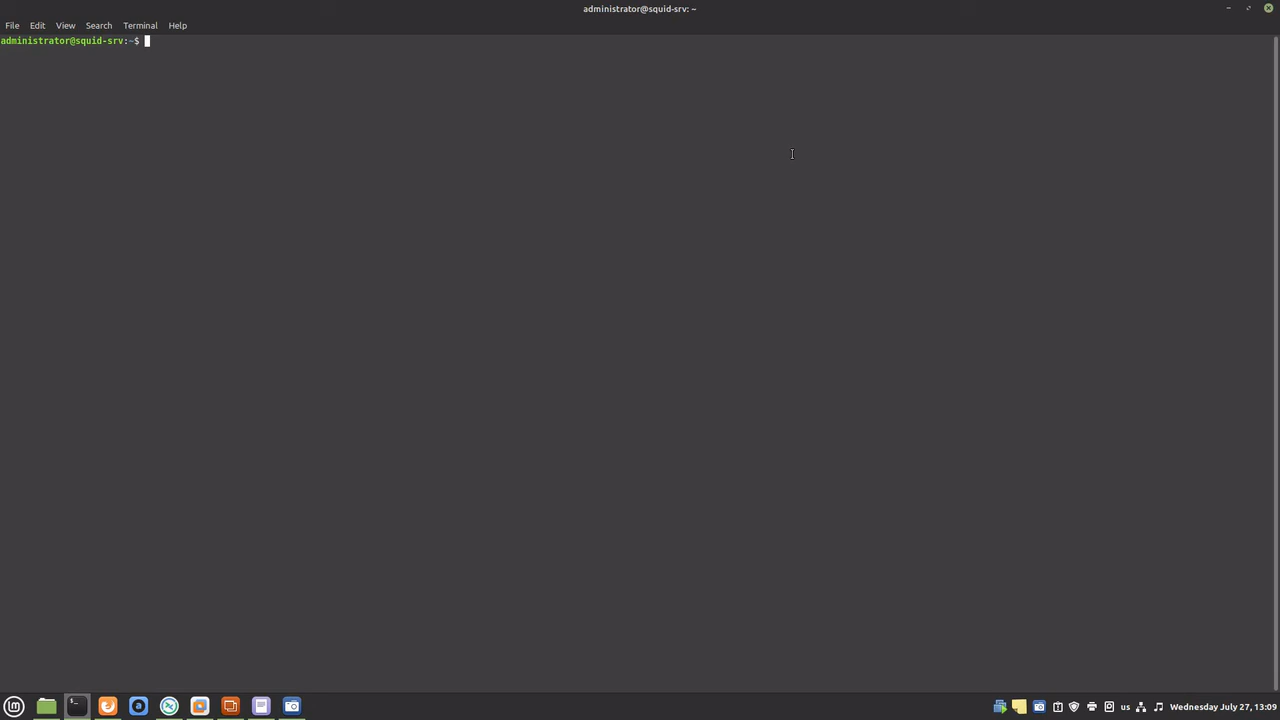 administrator@squid-srv: ~
File Edit View Search Terminal Help
administrator@squid-srv:~$
us Wednesday July 27, 13:09